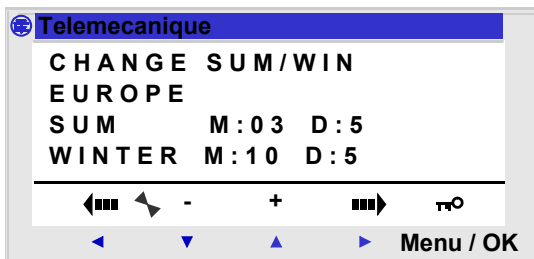 Telemecanique
CHANGE SUM/WIN
EUROPE
SUM M:03 D:5
WINTER M:10 D:5
- +
Menu / OK